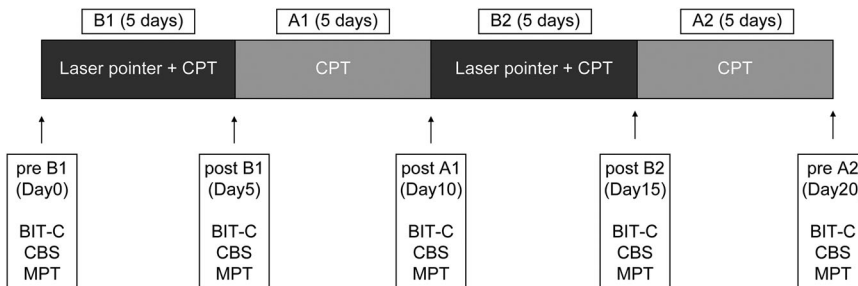 B1 (5 days)
A1 (5 days)
B2 (5 days)
A2 (5 days)
Laser pointer + CPT
CPT
Laser pointer + CPT
CPT
pre B1
(Day0)
BIT-C
CBS
MPT
post B1
(Day5)
BIT-C
CBS
MPT
post A1
(Day10)
BIT-C
CBS
MPT
post B2
(Day15)
BIT-C
CBS
MPT
pre A2
(Day20)
BIT-C
CBS
MPT